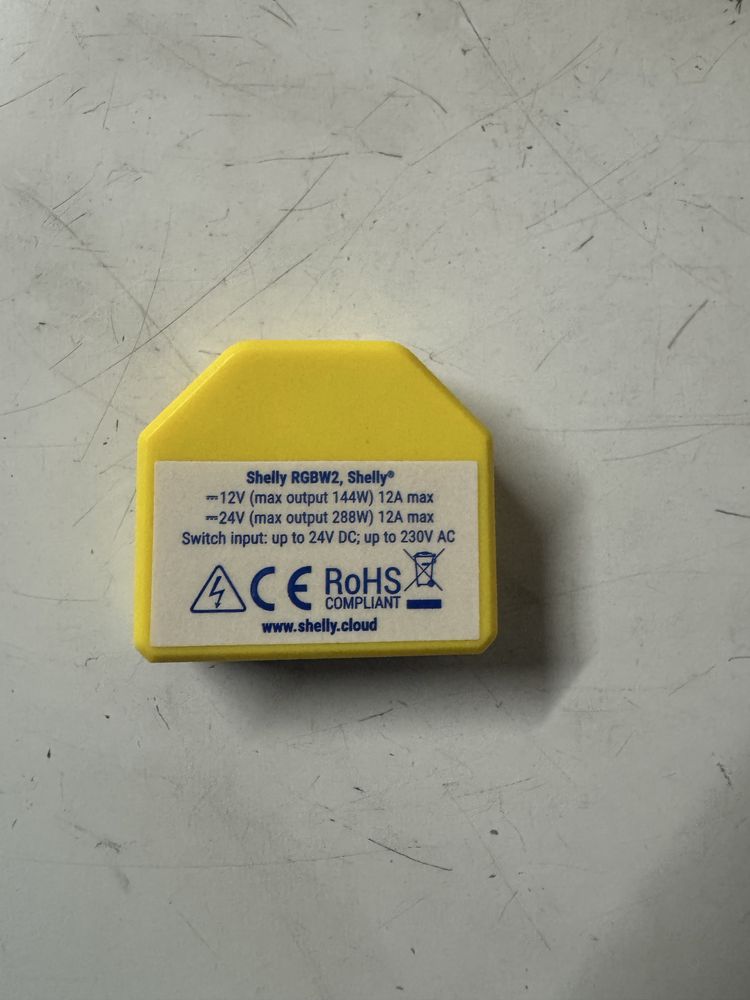 Shelly RGBW2, Shelly®
⎓12V (max output 144W) 12A max
⎓24V (max output 288W) 12A max
Switch input: up to 24V DC; up to 230V AC
CE RoHS
COMPLIANT
www.shelly.cloud